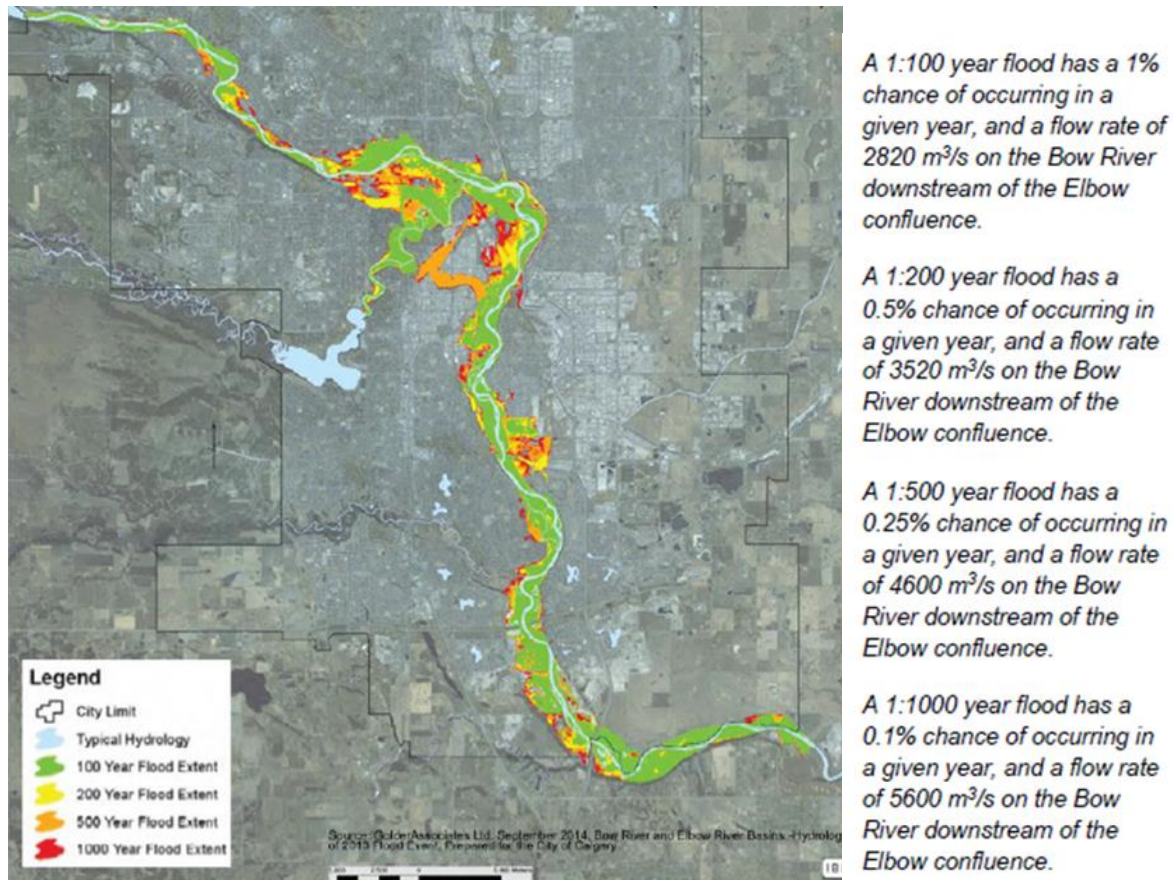 A 1:100 year flood has a 1%
chance of occurring in a
given year, and a flow rate of
2820 m³/s on the Bow River
downstream of the Elbow
confluence.
A 1:200 year flood has a
0.5% chance of occurring in
a given year, and a flow rate
of 3520 m³/s on the Bow
River downstream of the
Elbow confluence.
A 1:500 year flood has a
0.25% chance of occurring in
a given year, and a flow rate
of 4600 m³/s on the Bow
River downstream of the
Elbow confluence.
A 1:1000 year flood has a
0.1% chance of occurring in
a given year, and a flow rate
of 5600 m³/s on the Bow
River downstream of the
Elbow confluence.
Legend
City Limit
Typical Hydrology
100 Year Flood Extent
200 Year Flood Extent
500 Year Flood Extent
1000 Year Flood Extent
Source: Golder Associates Ltd. September 2014, Bow River and Elbow River Basins -Hydrolog
of 2013 Flood Event, Prepared for the City of Calgary